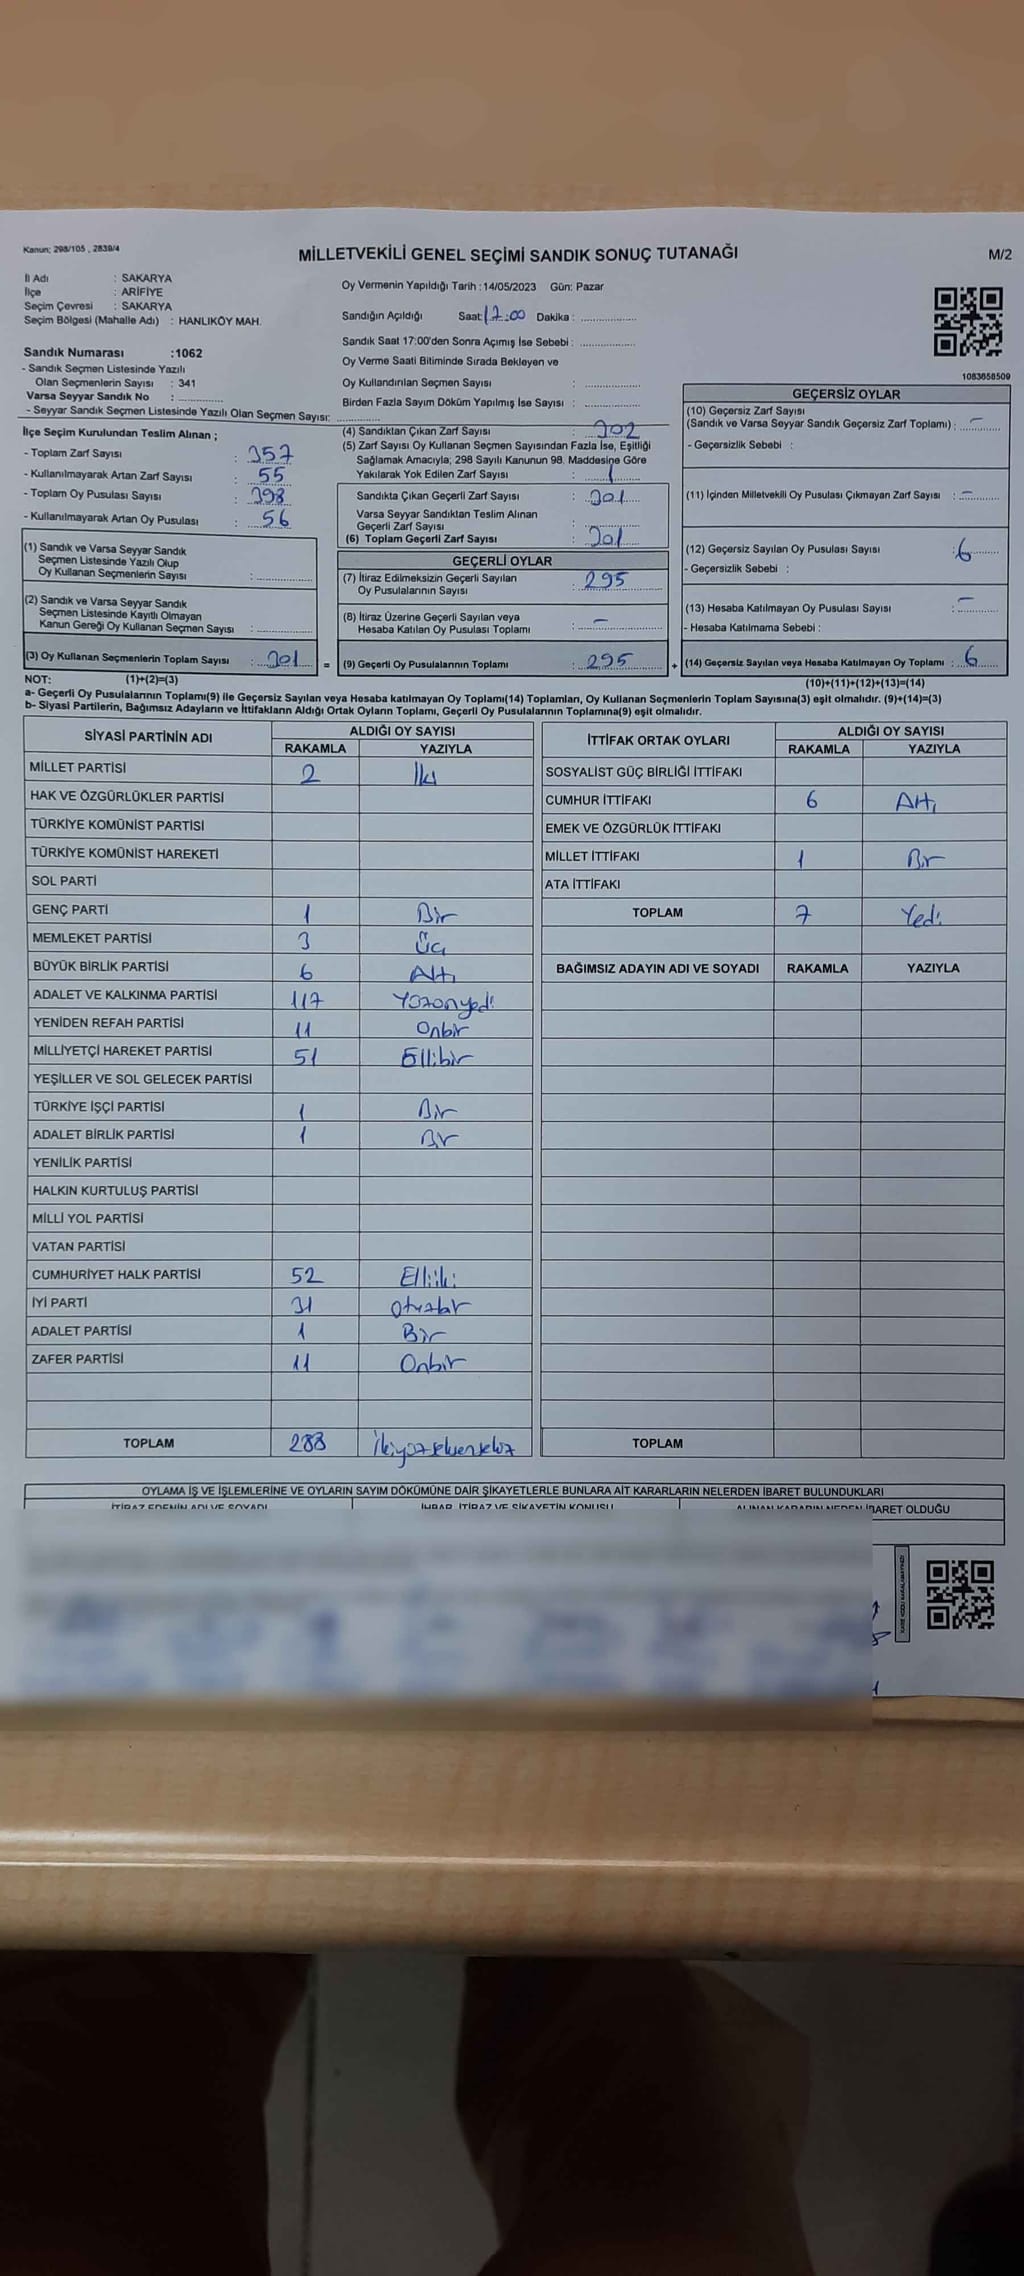 Kanun: 298/105 , 2839/4
MİLLETVEKİLİ GENEL SEÇİMİ SANDIK SONUÇ TUTANAĞI
M/2
İl Adı : SAKARYA
İlçe : ARİFİYE
Seçim Çevresi : SAKARYA
Seçim Bölgesi (Mahalle Adı) : HANLIKÖY MAH.
Oy Vermenin Yapıldığı Tarih : 14/05/2023 Gün: Pazar
Sandığın Açıldığı Saat: 17:00 Dakika : ..............
Sandık Saat 17:00'den Sonra Açımış İse Sebebi : ..............
Oy Verme Saati Bitiminde Sırada Bekleyen ve
Oy Kullandırılan Seçmen Sayısı : ..............
Birden Fazla Sayım Döküm Yapılmış İse Sayısı : ..............
1083658509
Sandık Numarası :1062
- Sandık Seçmen Listesinde Yazılı
Olan Seçmenlerin Sayısı : 341
Varsa Seyyar Sandık No : ..............
- Seyyar Sandık Seçmen Listesinde Yazılı Olan Seçmen Sayısı: ..............
İlçe Seçim Kurulundan Teslim Alınan ;
- Toplam Zarf Sayısı : 357
- Kullanılmayarak Artan Zarf Sayısı : 55
- Toplam Oy Pusulası Sayısı : 398
- Kullanılmayarak Artan Oy Pusulası : 56
(1) Sandık ve Varsa Seyyar Sandık
Seçmen Listesinde Yazılı Olup
Oy Kullanan Seçmenlerin Sayısı : ..............
(2) Sandık ve Varsa Seyyar Sandık
Seçmen Listesinde Kayıtlı Olmayan
Kanun Gereği Oy Kullanan Seçmen Sayısı : ..............
(3) Oy Kullanan Seçmenlerin Toplam Sayısı : 301 =
(4) Sandıktan Çıkan Zarf Sayısı : 302
(5) Zarf Sayısı Oy Kullanan Seçmen Sayısından Fazla İse, Eşitliği
Sağlamak Amacıyla; 298 Sayılı Kanunun 98. Maddesine Göre
Yakılarak Yok Edilen Zarf Sayısı : 1
Sandıkta Çıkan Geçerli Zarf Sayısı : 301
Varsa Seyyar Sandıktan Teslim Alınan
Geçerli Zarf Sayısı : ..............
(6) Toplam Geçerli Zarf Sayısı : 301
GEÇERLİ OYLAR
(7) İtiraz Edilmeksizin Geçerli Sayılan
Oy Pusulalarının Sayısı : 295
(8) İtiraz Üzerine Geçerli Sayılan veya
Hesaba Katılan Oy Pusulası Toplamı : –
(9) Geçerli Oy Pusulalarının Toplamı : 295 +
GEÇERSİZ OYLAR
(10) Geçersiz Zarf Sayısı
(Sandık ve Varsa Seyyar Sandık Geçersiz Zarf Toplamı) : –
- Geçersizlik Sebebi :
(11) İçinden Milletvekili Oy Pusulası Çıkmayan Zarf Sayısı : –
(12) Geçersiz Sayılan Oy Pusulası Sayısı : 6
- Geçersizlik Sebebi :
(13) Hesaba Katılmayan Oy Pusulası Sayısı : –
- Hesaba Katılmama Sebebi :
(14) Geçersiz Sayılan veya Hesaba Katılmayan Oy Toplamı : 6
NOT: (1)+(2)=(3)
(10)+(11)+(12)+(13)=(14)
a- Geçerli Oy Pusulalarının Toplamı(9) ile Geçersiz Sayılan veya Hesaba katılmayan Oy Toplamı(14) Toplamları, Oy Kullanan Seçmenlerin Toplam Sayısına(3) eşit olmalıdır. (9)+(14)=(3)
b- Siyasi Partilerin, Bağımsız Adayların ve İttifakların Aldığı Ortak Oyların Toplamı, Geçerli Oy Pusulalarının Toplamına(9) eşit olmalıdır.
SİYASİ PARTİNİN ADI ALDIĞI OY SAYISI
RAKAMLA YAZIYLA
MİLLET PARTİSİ 2 İki
HAK VE ÖZGÜRLÜKLER PARTİSİ
TÜRKİYE KOMÜNİST PARTİSİ
TÜRKİYE KOMÜNİST HAREKETİ
SOL PARTİ
GENÇ PARTİ 1 Bir
MEMLEKET PARTİSİ 3 Üç
BÜYÜK BİRLİK PARTİSİ 6 Altı
ADALET VE KALKINMA PARTİSİ 117 Yüzonyedi
YENİDEN REFAH PARTİSİ 11 Onbir
MİLLİYETÇİ HAREKET PARTİSİ 51 Ellibir
YEŞİLLER VE SOL GELECEK PARTİSİ
TÜRKİYE İŞÇİ PARTİSİ 1 Bir
ADALET BİRLİK PARTİSİ 1 Bir
YENİLİK PARTİSİ
HALKIN KURTULUŞ PARTİSİ
MİLLİ YOL PARTİSİ
VATAN PARTİSİ
CUMHURİYET HALK PARTİSİ 52 Elliiki
İYİ PARTİ 31 Otuzbir
ADALET PARTİSİ 1 Bir
ZAFER PARTİSİ 11 Onbir
TOPLAM 288 İkiyüzseksensekiz
İTTİFAK ORTAK OYLARI ALDIĞI OY SAYISI
RAKAMLA YAZIYLA
SOSYALİST GÜÇ BİRLİĞİ İTTİFAKI
CUMHUR İTTİFAKI 6 Altı
EMEK VE ÖZGÜRLÜK İTTİFAKI
MİLLET İTTİFAKI 1 Bir
ATA İTTİFAKI
TOPLAM 7 Yedi
BAĞIMSIZ ADAYIN ADI VE SOYADI RAKAMLA YAZIYLA
TOPLAM
OYLAMA İŞ VE İŞLEMLERİNE VE OYLARIN SAYIM DÖKÜMÜNE DAİR ŞİKAYETLERLE BUNLARA AİT KARARLARIN NELERDEN İBARET BULUNDUKLARI
İTİRAZ EDENİN ADI VE SOYADI İHBAR, İTİRAZ VE ŞİKAYETİN KONUSU ALINAN KARARIN NEDEN İBARET OLDUĞU